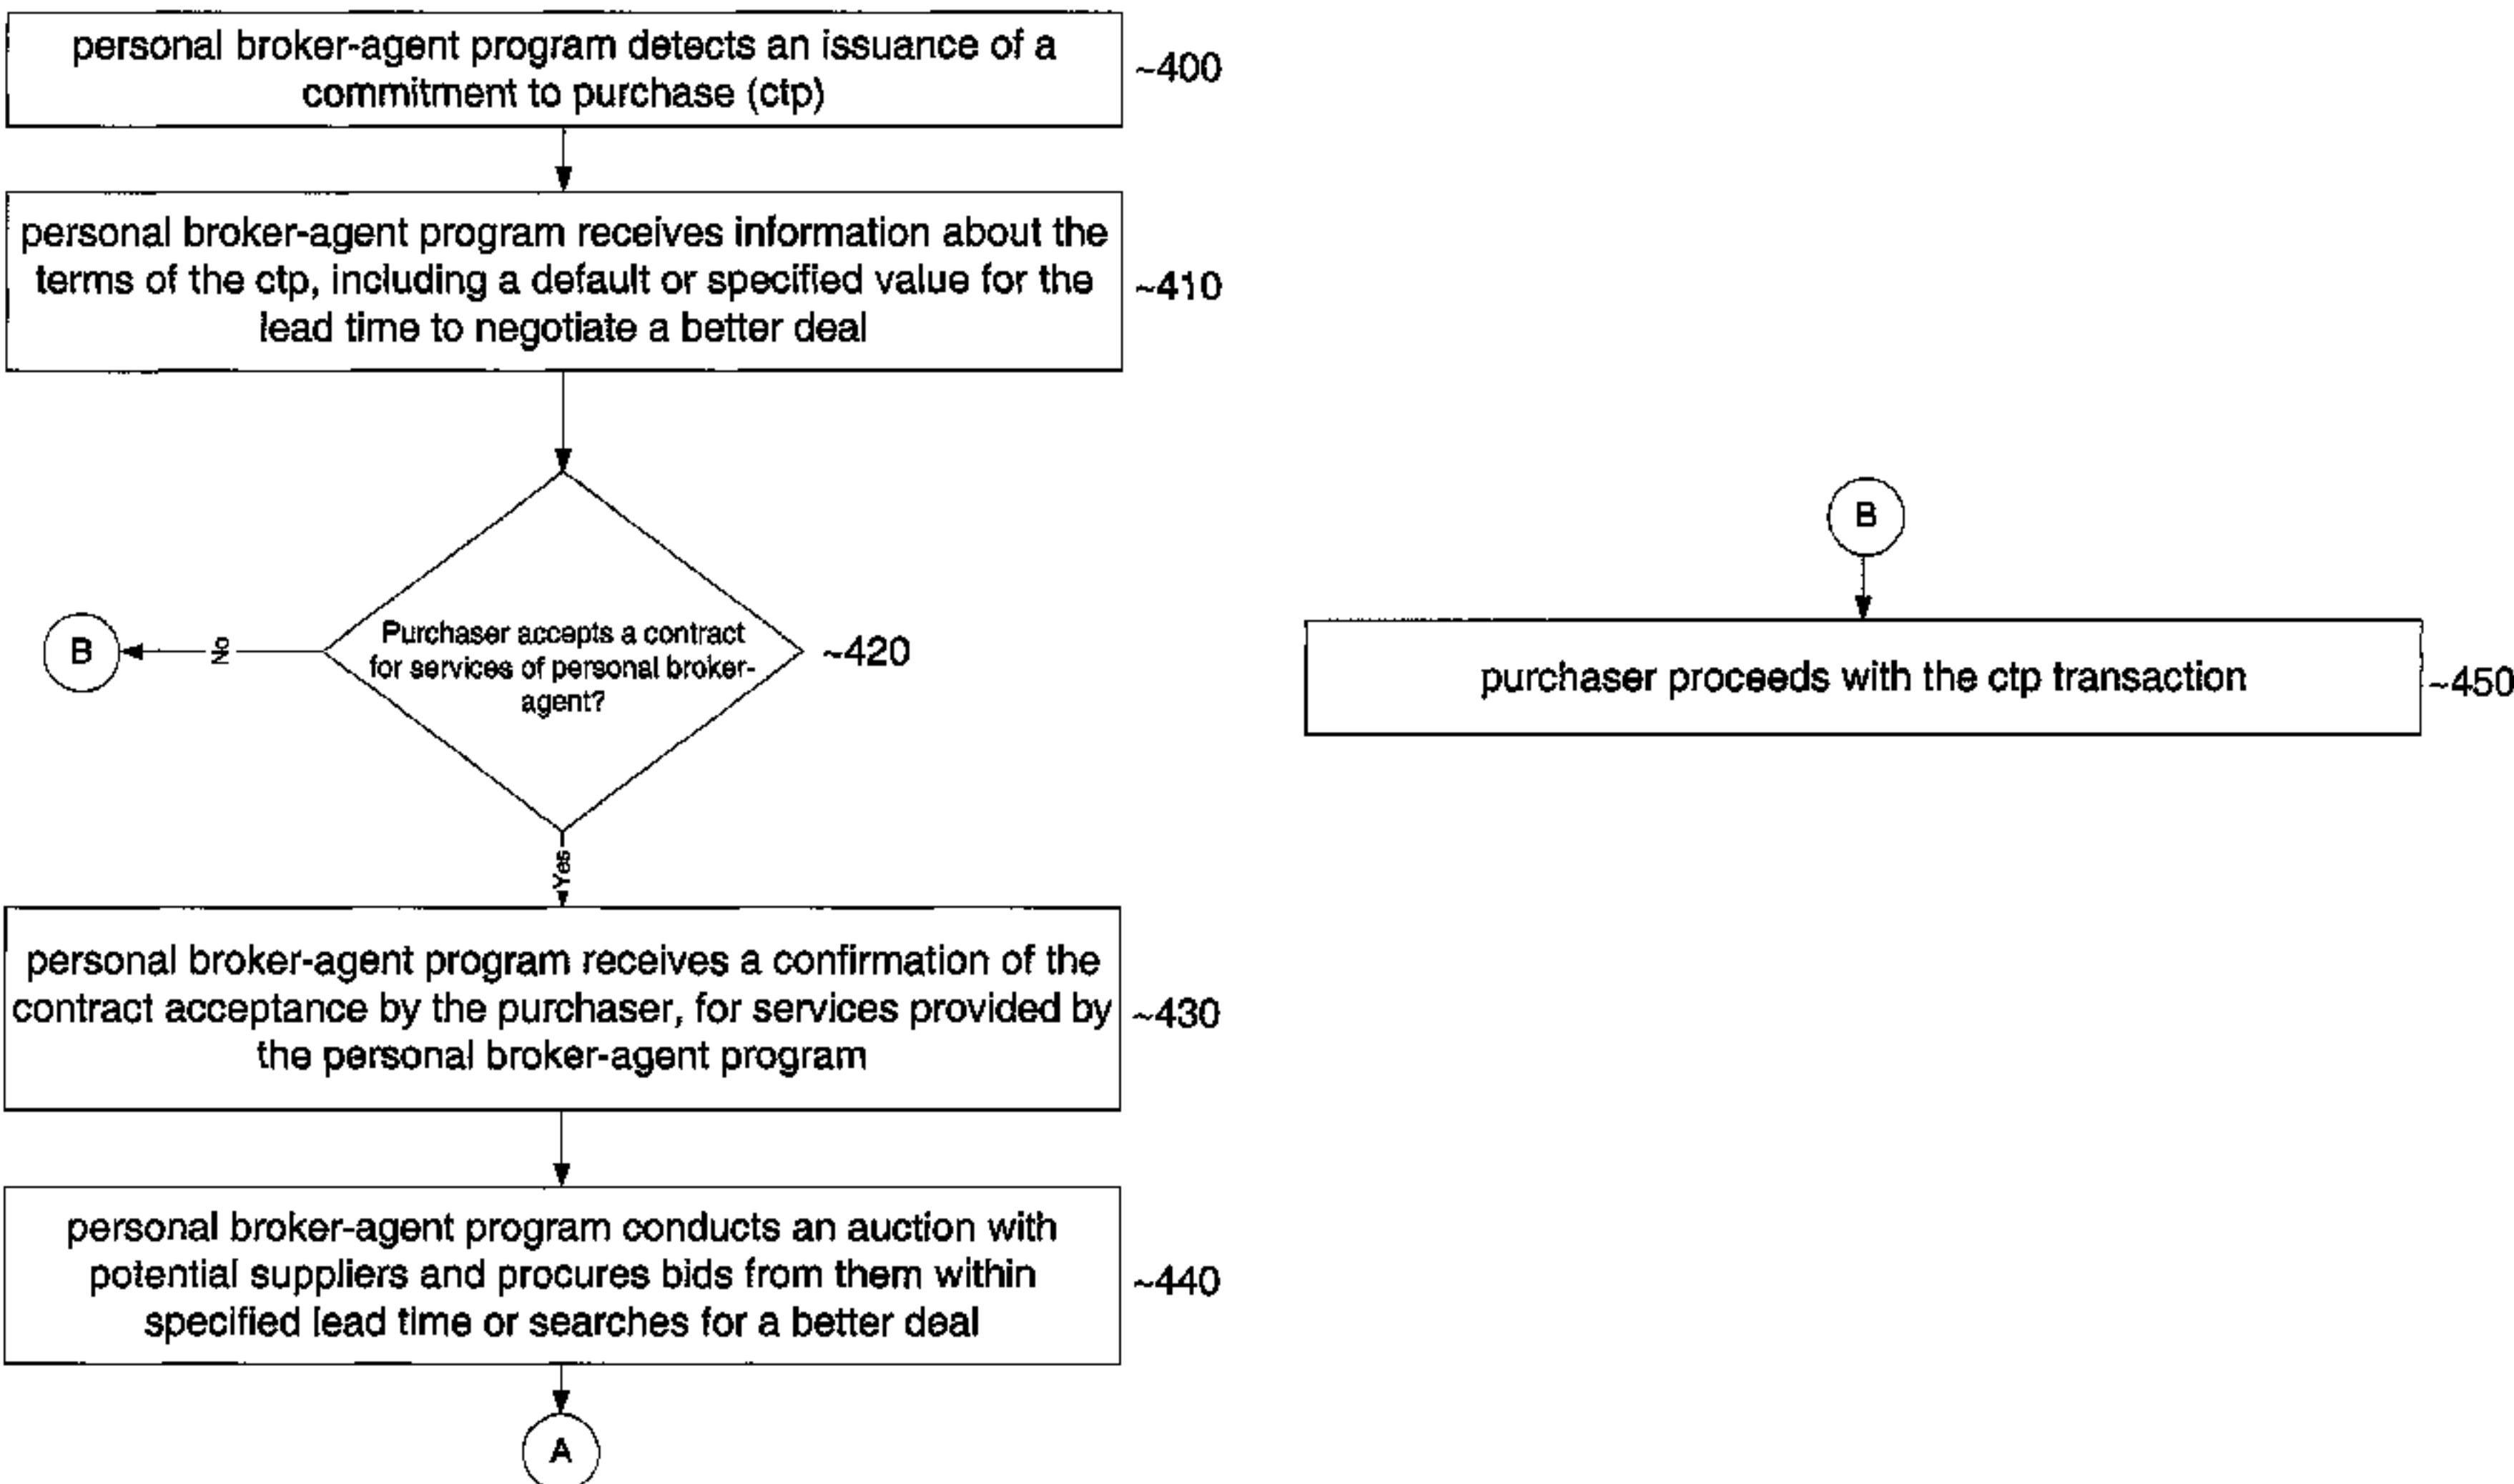 personal broker-agent program detects an issuance of a
commitment to purchase (ctp)
~400
personal broker-agent program receives information about the
terms of the ctp, including a default or specified value for the
lead time to negotiate a better deal
~410
Purchaser accepts a contract
for services of personal broker-
agent?
~420
No
B
B
purchaser proceeds with the ctp transaction
~450
Yes
personal broker-agent program receives a confirmation of the
contract acceptance by the purchaser, for services provided by
the personal broker-agent program
~430
personal broker-agent program conducts an auction with
potential suppliers and procures bids from them within
specified lead time or searches for a better deal
~440
A